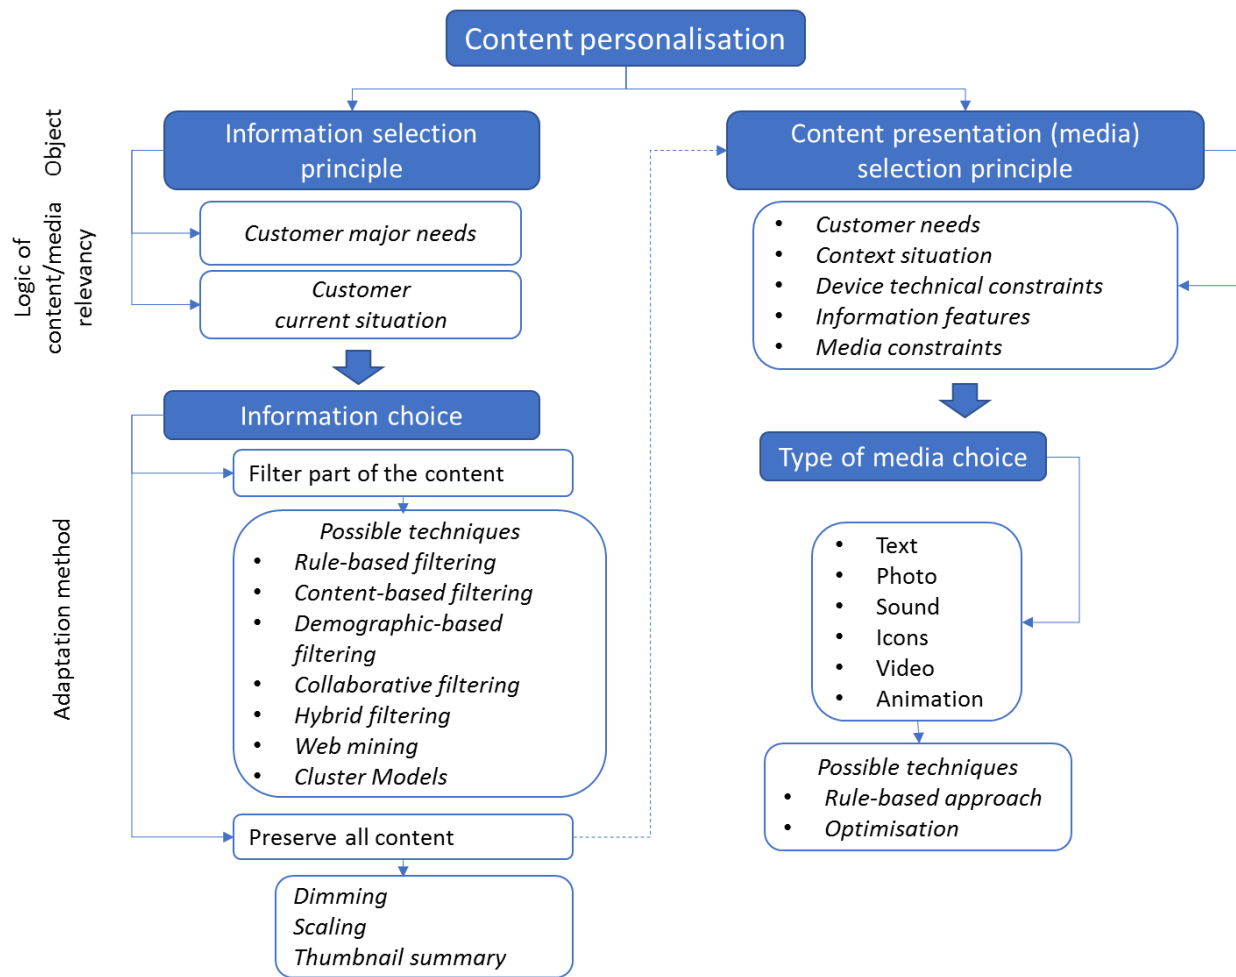 Content personalisation
Object
Information selection
principle
Content presentation (media)
selection principle
Logic of
content/media
relevancy
Customer major needs
Customer
current situation
• Customer needs
• Context situation
• Device technical constraints
• Information features
• Media constraints
Adaptation method
Information choice
Filter part of the content
Possible techniques
• Rule-based filtering
• Content-based filtering
• Demographic-based
filtering
• Collaborative filtering
• Hybrid filtering
• Web mining
• Cluster Models
Preserve all content
Dimming
Scaling
Thumbnail summary
Type of media choice
• Text
• Photo
• Sound
• Icons
• Video
• Animation
Possible techniques
• Rule-based approach
• Optimisation